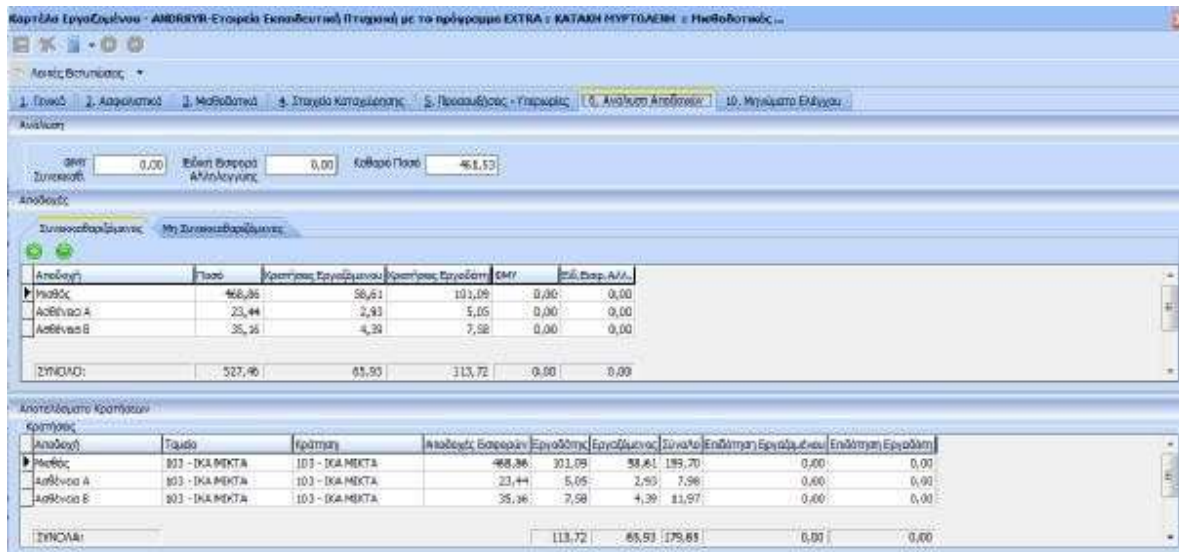 Καρτέλα Εργαζομένου - ANDROYR-Εταιρεία Εκπαιδευτική Πτυχιακή με το πρόγραμμα EXTRA :: ΚΑΤΑΚΗ ΜΥΡΤΟΛΕΝΗ :: Μισθοδοτικός ...
Λοιπές Εκτυπώσεις
1. Γενικά 2. Ασφαλιστικά 3. Μισθοδοτικά 4. Στοιχεία Καταχώρησης 5. Προσαυξήσεις - Υπερωρίες 6. Ανάλυση Αποδοχών 10. Μηνύματα Ελέγχου
Ανάλυση
ΦΜΥ Συνεκκαθ. 0,00 Ειδική Εισφορά Αλληλεγγύης 0,00 Καθαρό Ποσό 461,53
Αποδοχές
Συνεκκαθαριζόμενες Μη Συνεκκαθαριζόμενες
Αποδοχή Ποσό Κρατήσεις Εργαζόμενου Κρατήσεις Εργοδότη ΦΜΥ Ειδ. Εισφ. Αλλ..
Μισθός 468,86 58,61 101,09 0,00 0,00
Ασθένεια Α 23,44 2,93 5,05 0,00 0,00
Ασθένεια Β 35,16 4,39 7,58 0,00 0,00
ΣΥΝΟΛΟ: 527,46 65,93 113,72 0,00 0,00
Αποτελέσματα Κρατήσεων
Κρατήσεις
Αποδοχή Ταμείο Κράτηση Αποδοχές Εισφορών Εργοδότης Εργαζόμενος Σύνολο Επιδότηση Εργαζομένου Επιδότηση Εργοδότη
Μισθός 103 - ΙΚΑ ΜΙΚΤΑ 103 - ΙΚΑ ΜΙΚΤΑ 468,86 101,09 58,61 159,70 0,00 0,00
Ασθένεια Α 103 - ΙΚΑ ΜΙΚΤΑ 103 - ΙΚΑ ΜΙΚΤΑ 23,44 5,05 2,93 7,98 0,00 0,00
Ασθένεια Β 103 - ΙΚΑ ΜΙΚΤΑ 103 - ΙΚΑ ΜΙΚΤΑ 35,16 7,58 4,39 11,97 0,00 0,00
ΣΥΝΟΛΑ: 113,72 65,93 179,65 0,00 0,00